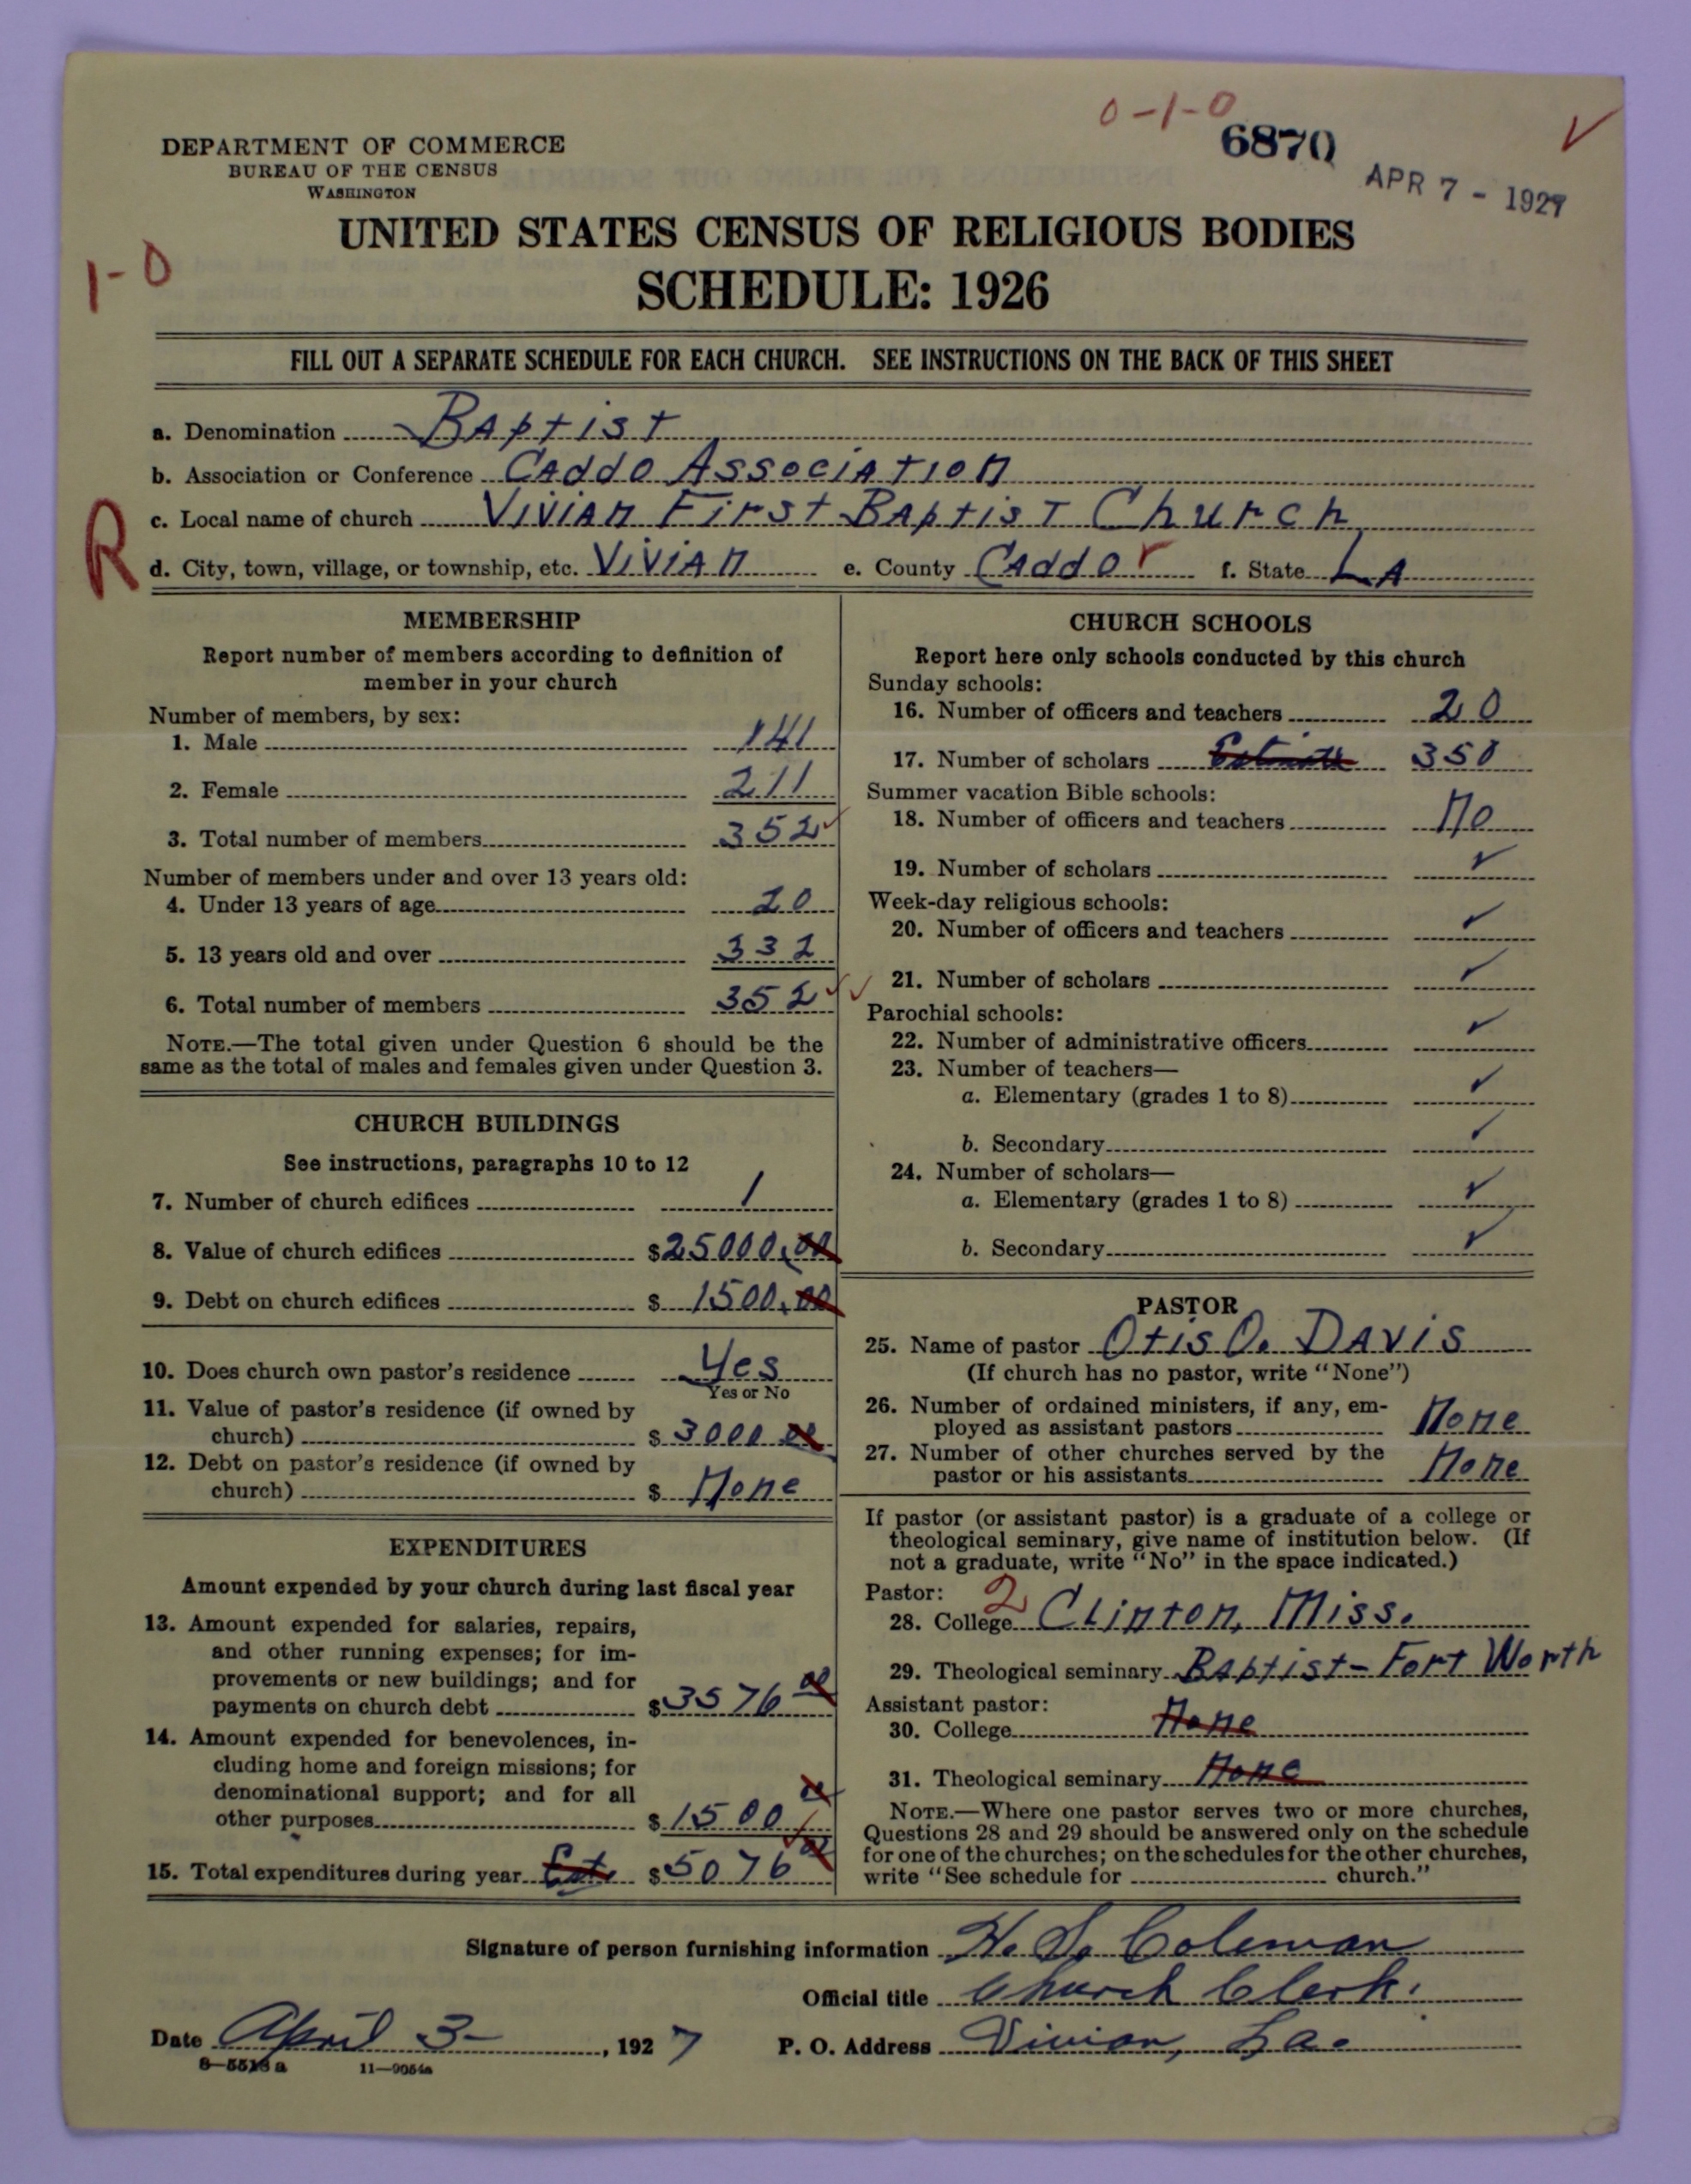 0-1-0
6870
APR 7 - 1927
DEPARTMENT OF COMMERCE
BUREAU OF THE CENSUS
WASHINGTON
UNITED STATES CENSUS OF RELIGIOUS BODIES
1-0
SCHEDULE: 1926
FILL OUT A SEPARATE SCHEDULE FOR EACH CHURCH. SEE INSTRUCTIONS ON THE BACK OF THIS SHEET
a. Denomination Baptist
b. Association or Conference Caddo Association
R
c. Local name of church Vivian First Baptist Church
d. City, town, village, or township, etc. Vivian e. County Caddo f. State LA
MEMBERSHIP
Report number of members according to definition of
member in your church
Number of members, by sex:
1. Male 141
2. Female 211
3. Total number of members 352
Number of members under and over 13 years old:
4. Under 13 years of age 20
5. 13 years old and over 332
6. Total number of members 352
NOTE.—The total given under Question 6 should be the
same as the total of males and females given under Question 3.
CHURCH BUILDINGS
See instructions, paragraphs 10 to 12
7. Number of church edifices 1
8. Value of church edifices $25000.00
9. Debt on church edifices $1500.00
10. Does church own pastor's residence Yes
Yes or No
11. Value of pastor's residence (if owned by
church) $3000 00
12. Debt on pastor's residence (if owned by
church) $None
EXPENDITURES
Amount expended by your church during last fiscal year
13. Amount expended for salaries, repairs,
and other running expenses; for im-
provements or new buildings; and for
payments on church debt $3576 00
14. Amount expended for benevolences, in-
cluding home and foreign missions; for
denominational support; and for all
other purposes $1500 00
15. Total expenditures during year Est. $5076 00
CHURCH SCHOOLS
Report here only schools conducted by this church
Sunday schools:
16. Number of officers and teachers 20
17. Number of scholars Estimate 350
Summer vacation Bible schools:
18. Number of officers and teachers No
19. Number of scholars ✓
Week-day religious schools:
20. Number of officers and teachers ✓
21. Number of scholars ✓
Parochial schools:
22. Number of administrative officers ✓
23. Number of teachers—
a. Elementary (grades 1 to 8) ✓
b. Secondary ✓
24. Number of scholars—
a. Elementary (grades 1 to 8) ✓
b. Secondary ✓
PASTOR
25. Name of pastor Otis O. Davis
(If church has no pastor, write "None")
26. Number of ordained ministers, if any, em-
ployed as assistant pastors None
27. Number of other churches served by the
pastor or his assistants None
If pastor (or assistant pastor) is a graduate of a college or
theological seminary, give name of institution below. (If
not a graduate, write "No" in the space indicated.)
Pastor: 2
28. College Clinton, Miss.
29. Theological seminary Baptist - Fort Worth
Assistant pastor:
30. College None
31. Theological seminary None
NOTE.—Where one pastor serves two or more churches,
Questions 28 and 29 should be answered only on the schedule
for one of the churches; on the schedules for the other churches,
write "See schedule for church."
Signature of person furnishing information H. S. Coleman
Official title Church Clerk.
Date April 3- , 1927 P. O. Address Vivian, La.
8-5513 a 11-9054a